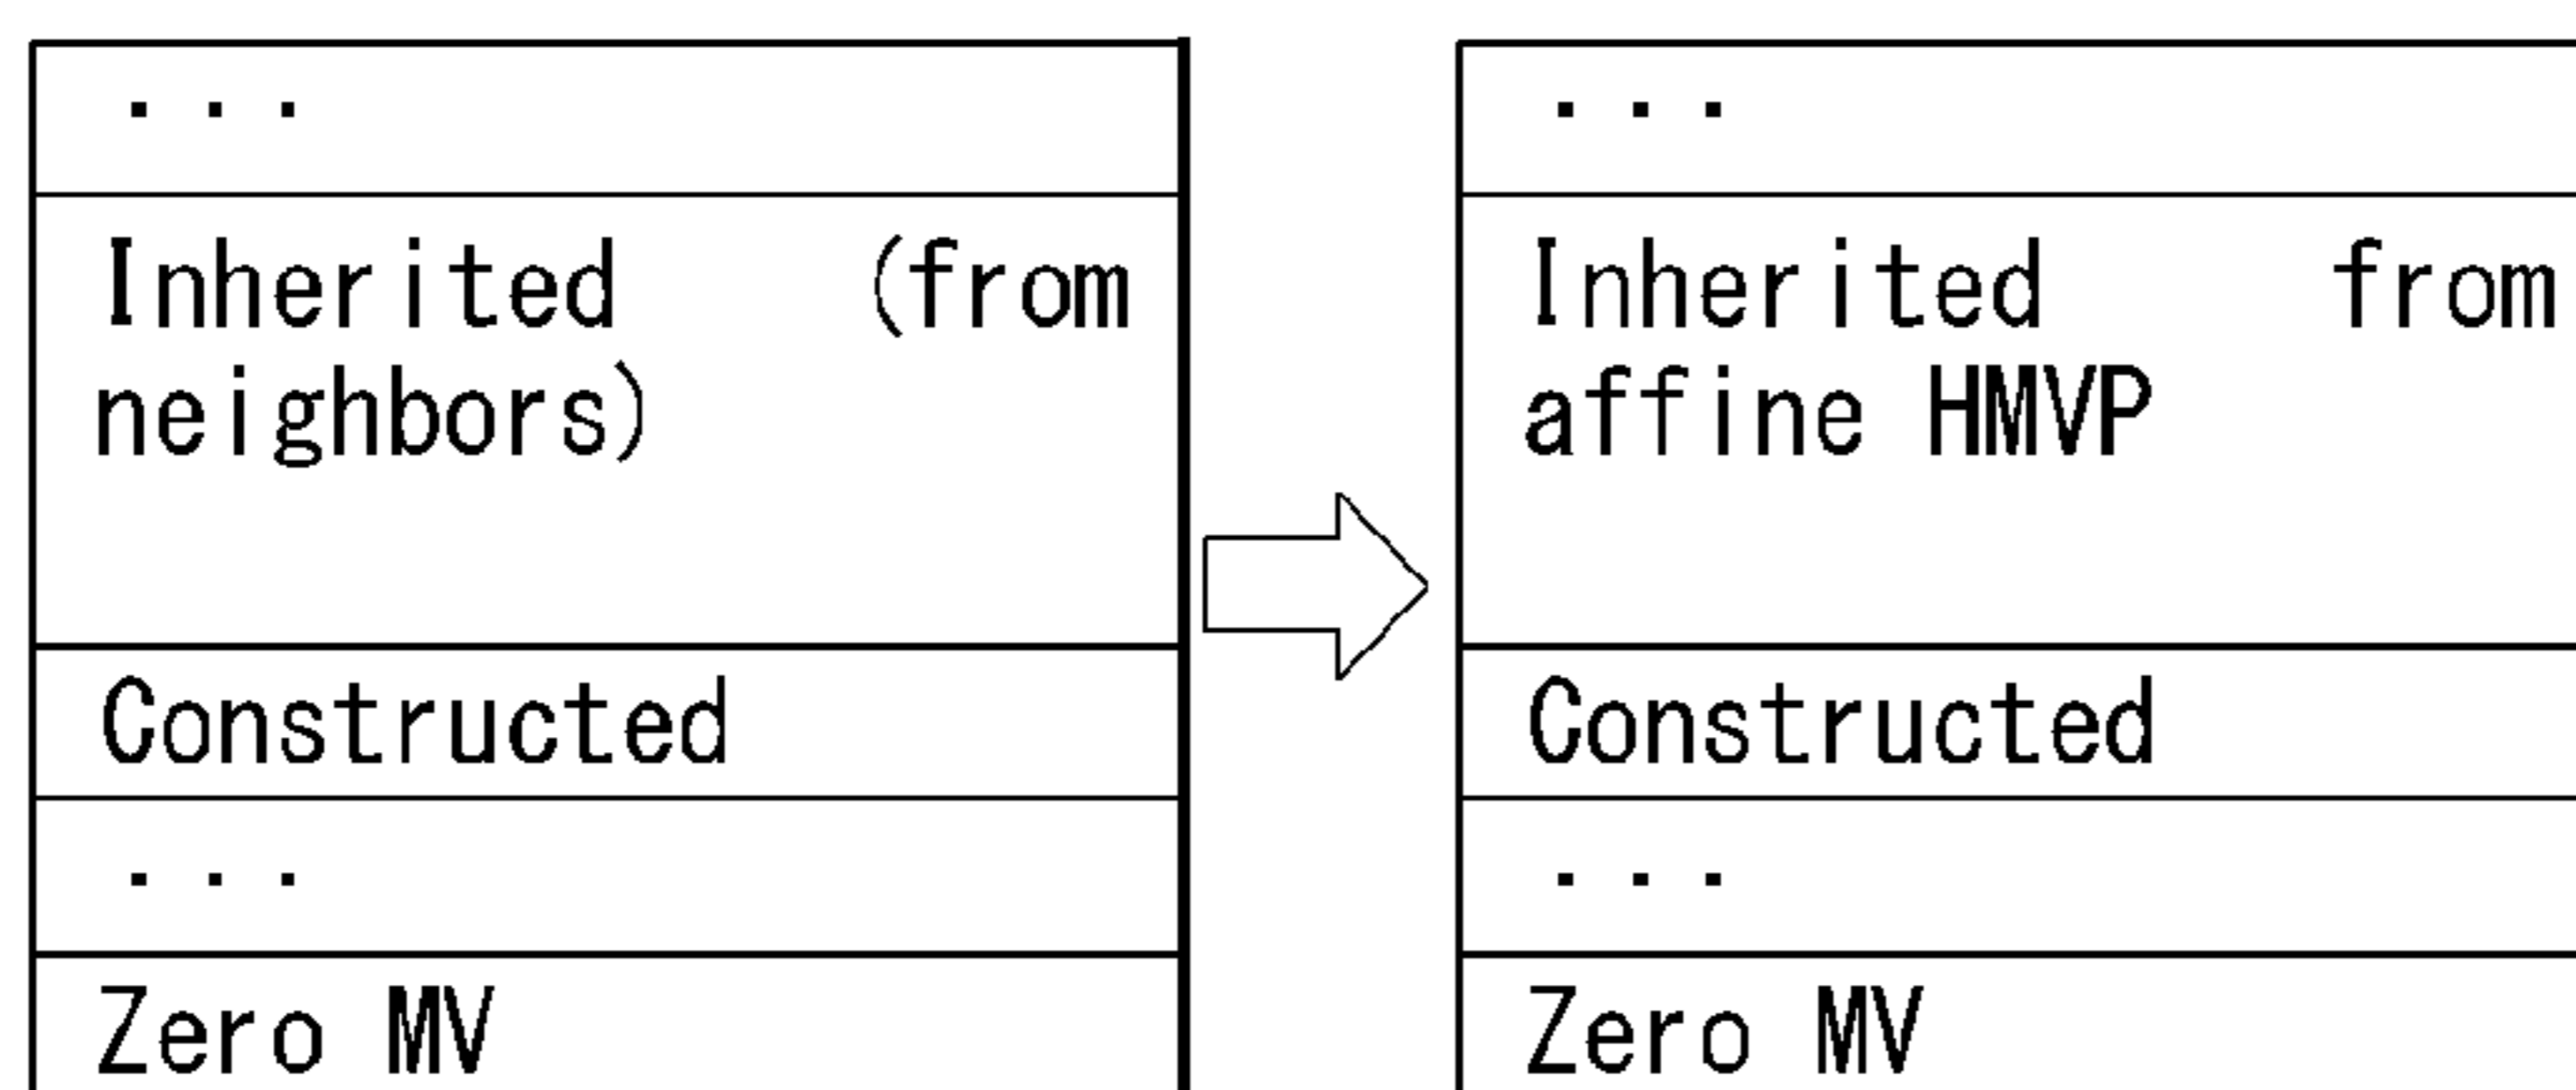 . . .
Inherited (from
neighbors)
Constructed
. . .
Zero MV
. . .
Inherited from
affine HMVP
Constructed
. . .
Zero MV